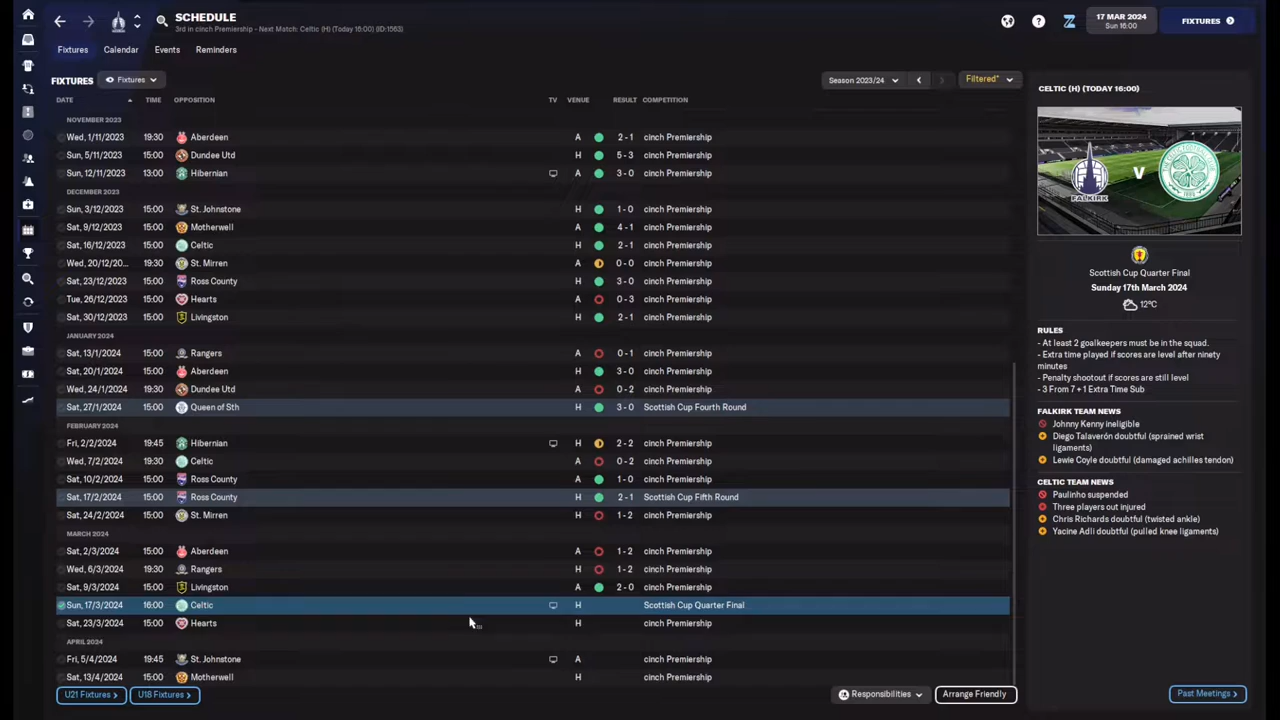 SCHEDULE
3rd in cinch Premiership - Next Match: Celtic (H) (Today 16:00) (ID:1563)
17 MAR 2024
Sun 16:00
FIXTURES
Fixtures Calendar Events Reminders
FIXTURES Fixtures Season 2023/24 Filtered*
DATE TIME OPPOSITION TV VENUE RESULT COMPETITION
NOVEMBER 2023
Wed, 1/11/2023 19:30 Aberdeen A 2 - 1 cinch Premiership
Sun, 5/11/2023 15:00 Dundee Utd H 5 - 3 cinch Premiership
Sun, 12/11/2023 13:00 Hibernian A 3 - 0 cinch Premiership
DECEMBER 2023
Sun, 3/12/2023 15:00 St. Johnstone H 1 - 0 cinch Premiership
Sat, 9/12/2023 15:00 Motherwell A 4 - 1 cinch Premiership
Sat, 16/12/2023 15:00 Celtic H 2 - 1 cinch Premiership
Wed, 20/12/20... 19:30 St. Mirren A 0 - 0 cinch Premiership
Sat, 23/12/2023 15:00 Ross County H 3 - 0 cinch Premiership
Tue, 26/12/2023 15:00 Hearts A 0 - 3 cinch Premiership
Sat, 30/12/2023 15:00 Livingston H 2 - 1 cinch Premiership
JANUARY 2024
Sat, 13/1/2024 15:00 Rangers A 0 - 1 cinch Premiership
Sat, 20/1/2024 15:00 Aberdeen H 3 - 0 cinch Premiership
Wed, 24/1/2024 19:30 Dundee Utd A 0 - 2 cinch Premiership
Sat, 27/1/2024 15:00 Queen of Sth H 3 - 0 Scottish Cup Fourth Round
FEBRUARY 2024
Fri, 2/2/2024 19:45 Hibernian H 2 - 2 cinch Premiership
Wed, 7/2/2024 19:30 Celtic A 0 - 2 cinch Premiership
Sat, 10/2/2024 15:00 Ross County A 1 - 0 cinch Premiership
Sat, 17/2/2024 15:00 Ross County H 2 - 1 Scottish Cup Fifth Round
Sat, 24/2/2024 15:00 St. Mirren H 1 - 2 cinch Premiership
MARCH 2024
Sat, 2/3/2024 15:00 Aberdeen A 1 - 2 cinch Premiership
Wed, 6/3/2024 19:30 Rangers H 1 - 2 cinch Premiership
Sat, 9/3/2024 15:00 Livingston A 2 - 0 cinch Premiership
Sun, 17/3/2024 16:00 Celtic H Scottish Cup Quarter Final
Sat, 23/3/2024 15:00 Hearts H cinch Premiership
APRIL 2024
Fri, 5/4/2024 19:45 St. Johnstone A cinch Premiership
Sat, 13/4/2024 15:00 Motherwell H cinch Premiership
U21 Fixtures U18 Fixtures Responsibilities Arrange Friendly
CELTIC (H) (TODAY 16:00)
V
FALKIRK
Scottish Cup Quarter Final
Sunday 17th March 2024
12°C
RULES
- At least 2 goalkeepers must be in the squad.
- Extra time played if scores are level after ninety
minutes
- Penalty shootout if scores are still level
- 3 From 7 + 1 Extra Time Sub
FALKIRK TEAM NEWS
Johnny Kenny ineligible
Diego Talaverón doubtful (sprained wrist
ligaments)
Lewie Coyle doubtful (damaged achilles tendon)
CELTIC TEAM NEWS
Paulinho suspended
Three players out injured
Chris Richards doubtful (twisted ankle)
Yacine Adli doubtful (pulled knee ligaments)
Past Meetings